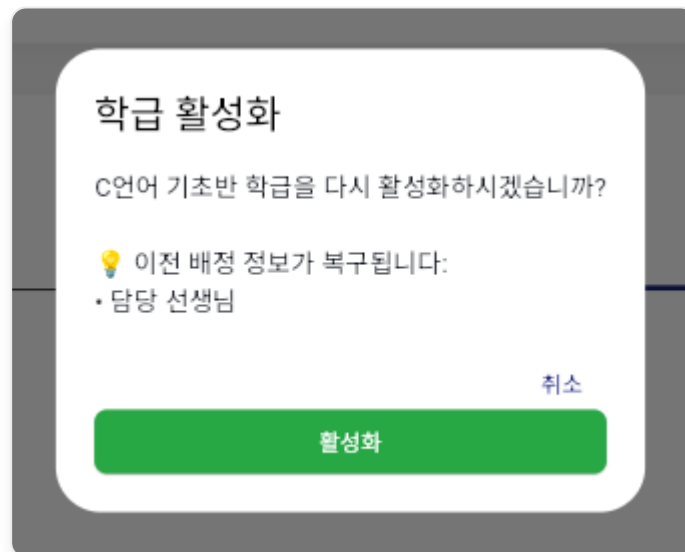 학급 활성화
C언어 기초반 학급을 다시 활성화하시겠습니까?
💡 이전 배정 정보가 복구됩니다:
• 담당 선생님
취소
활성화